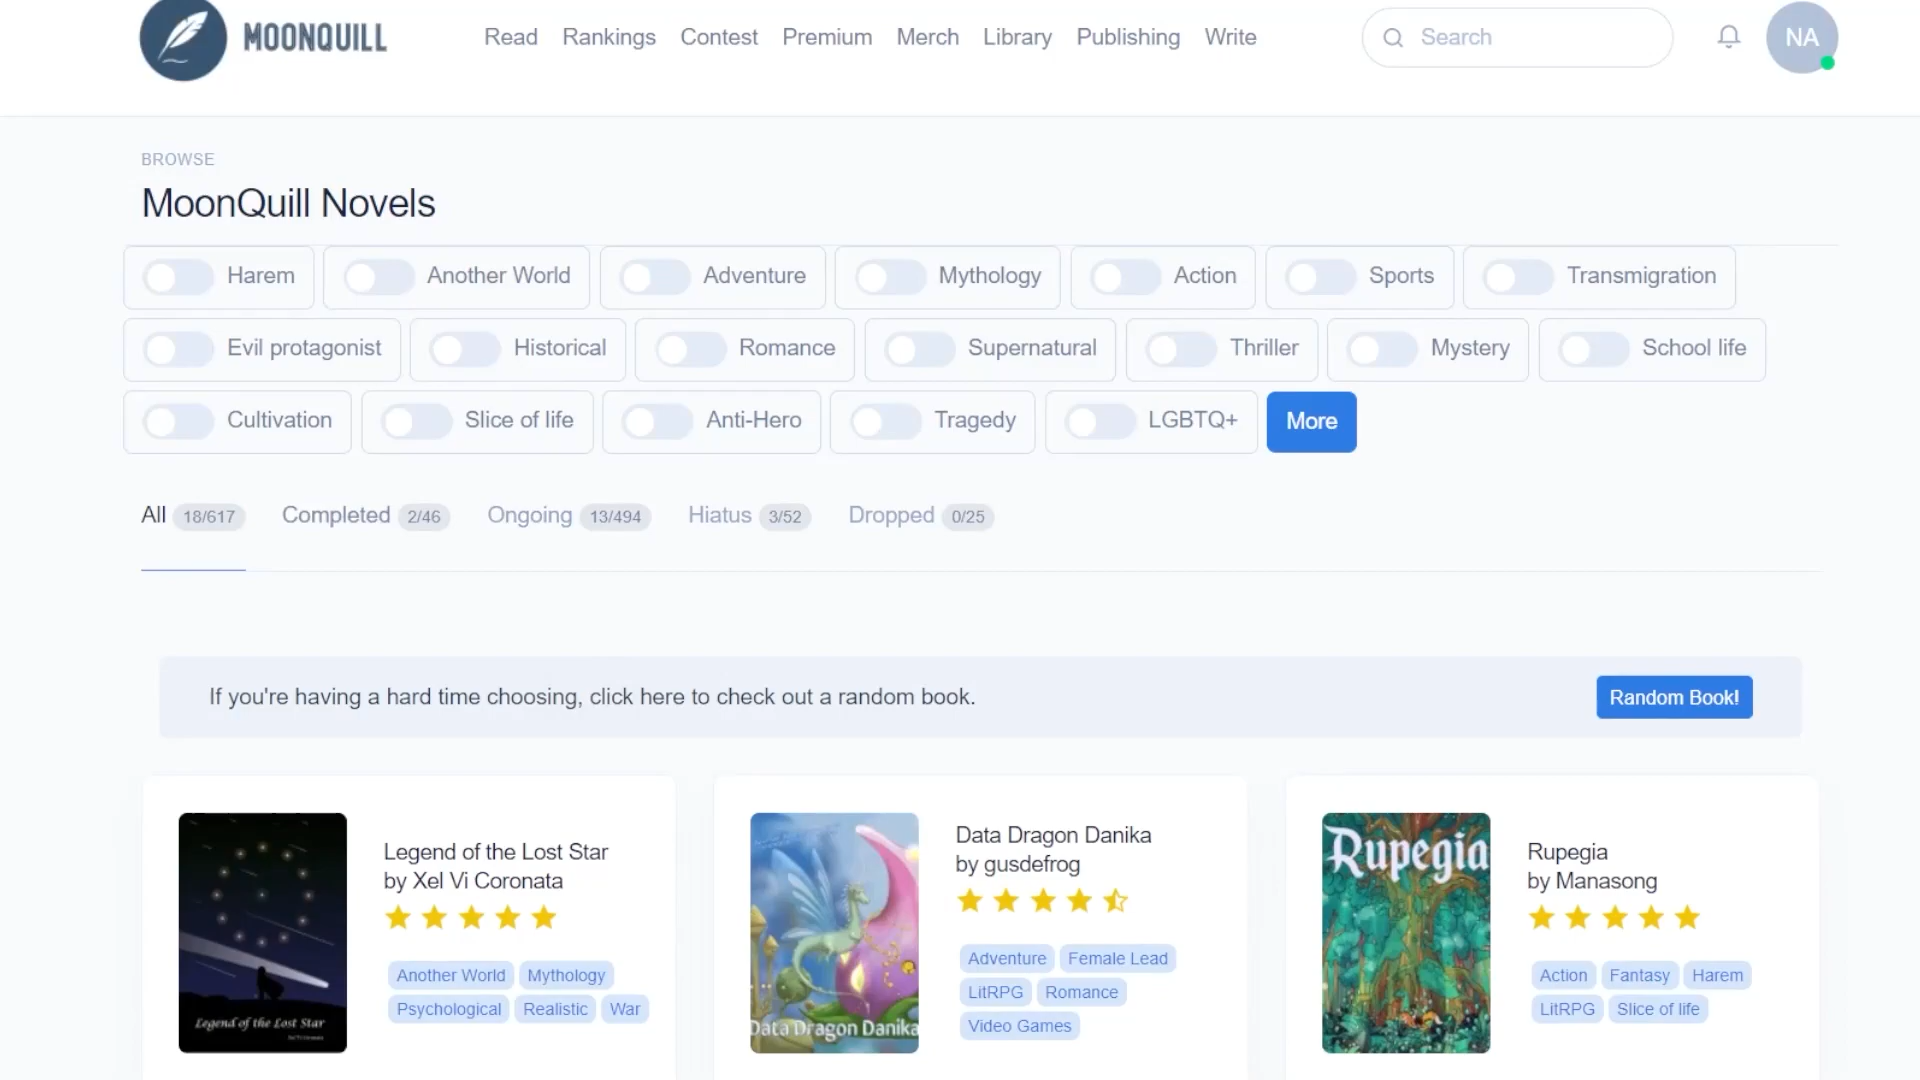 MOONQUILL
Read Rankings Contest Premium Merch Library Publishing Write
Search
NA
BROWSE
MoonQuill Novels
Harem Another World Adventure Mythology Action Sports Transmigration
Evil protagonist Historical Romance Supernatural Thriller Mystery School life
Cultivation Slice of life Anti-Hero Tragedy LGBTQ+ More
All 18/617 Completed 2/46 Ongoing 13/494 Hiatus 3/52 Dropped 0/25
If you're having a hard time choosing, click here to check out a random book.
Random Book!
Legend of the Lost Star
Legend of the Lost Star
by Xel Vi Coronata
Another World Mythology
Psychological Realistic War
Data Dragon Danika
Data Dragon Danika
by gusdefrog
Adventure Female Lead
LitRPG Romance
Video Games
Rupegia
Rupegia
by Manasong
Action Fantasy Harem
LitRPG Slice of life